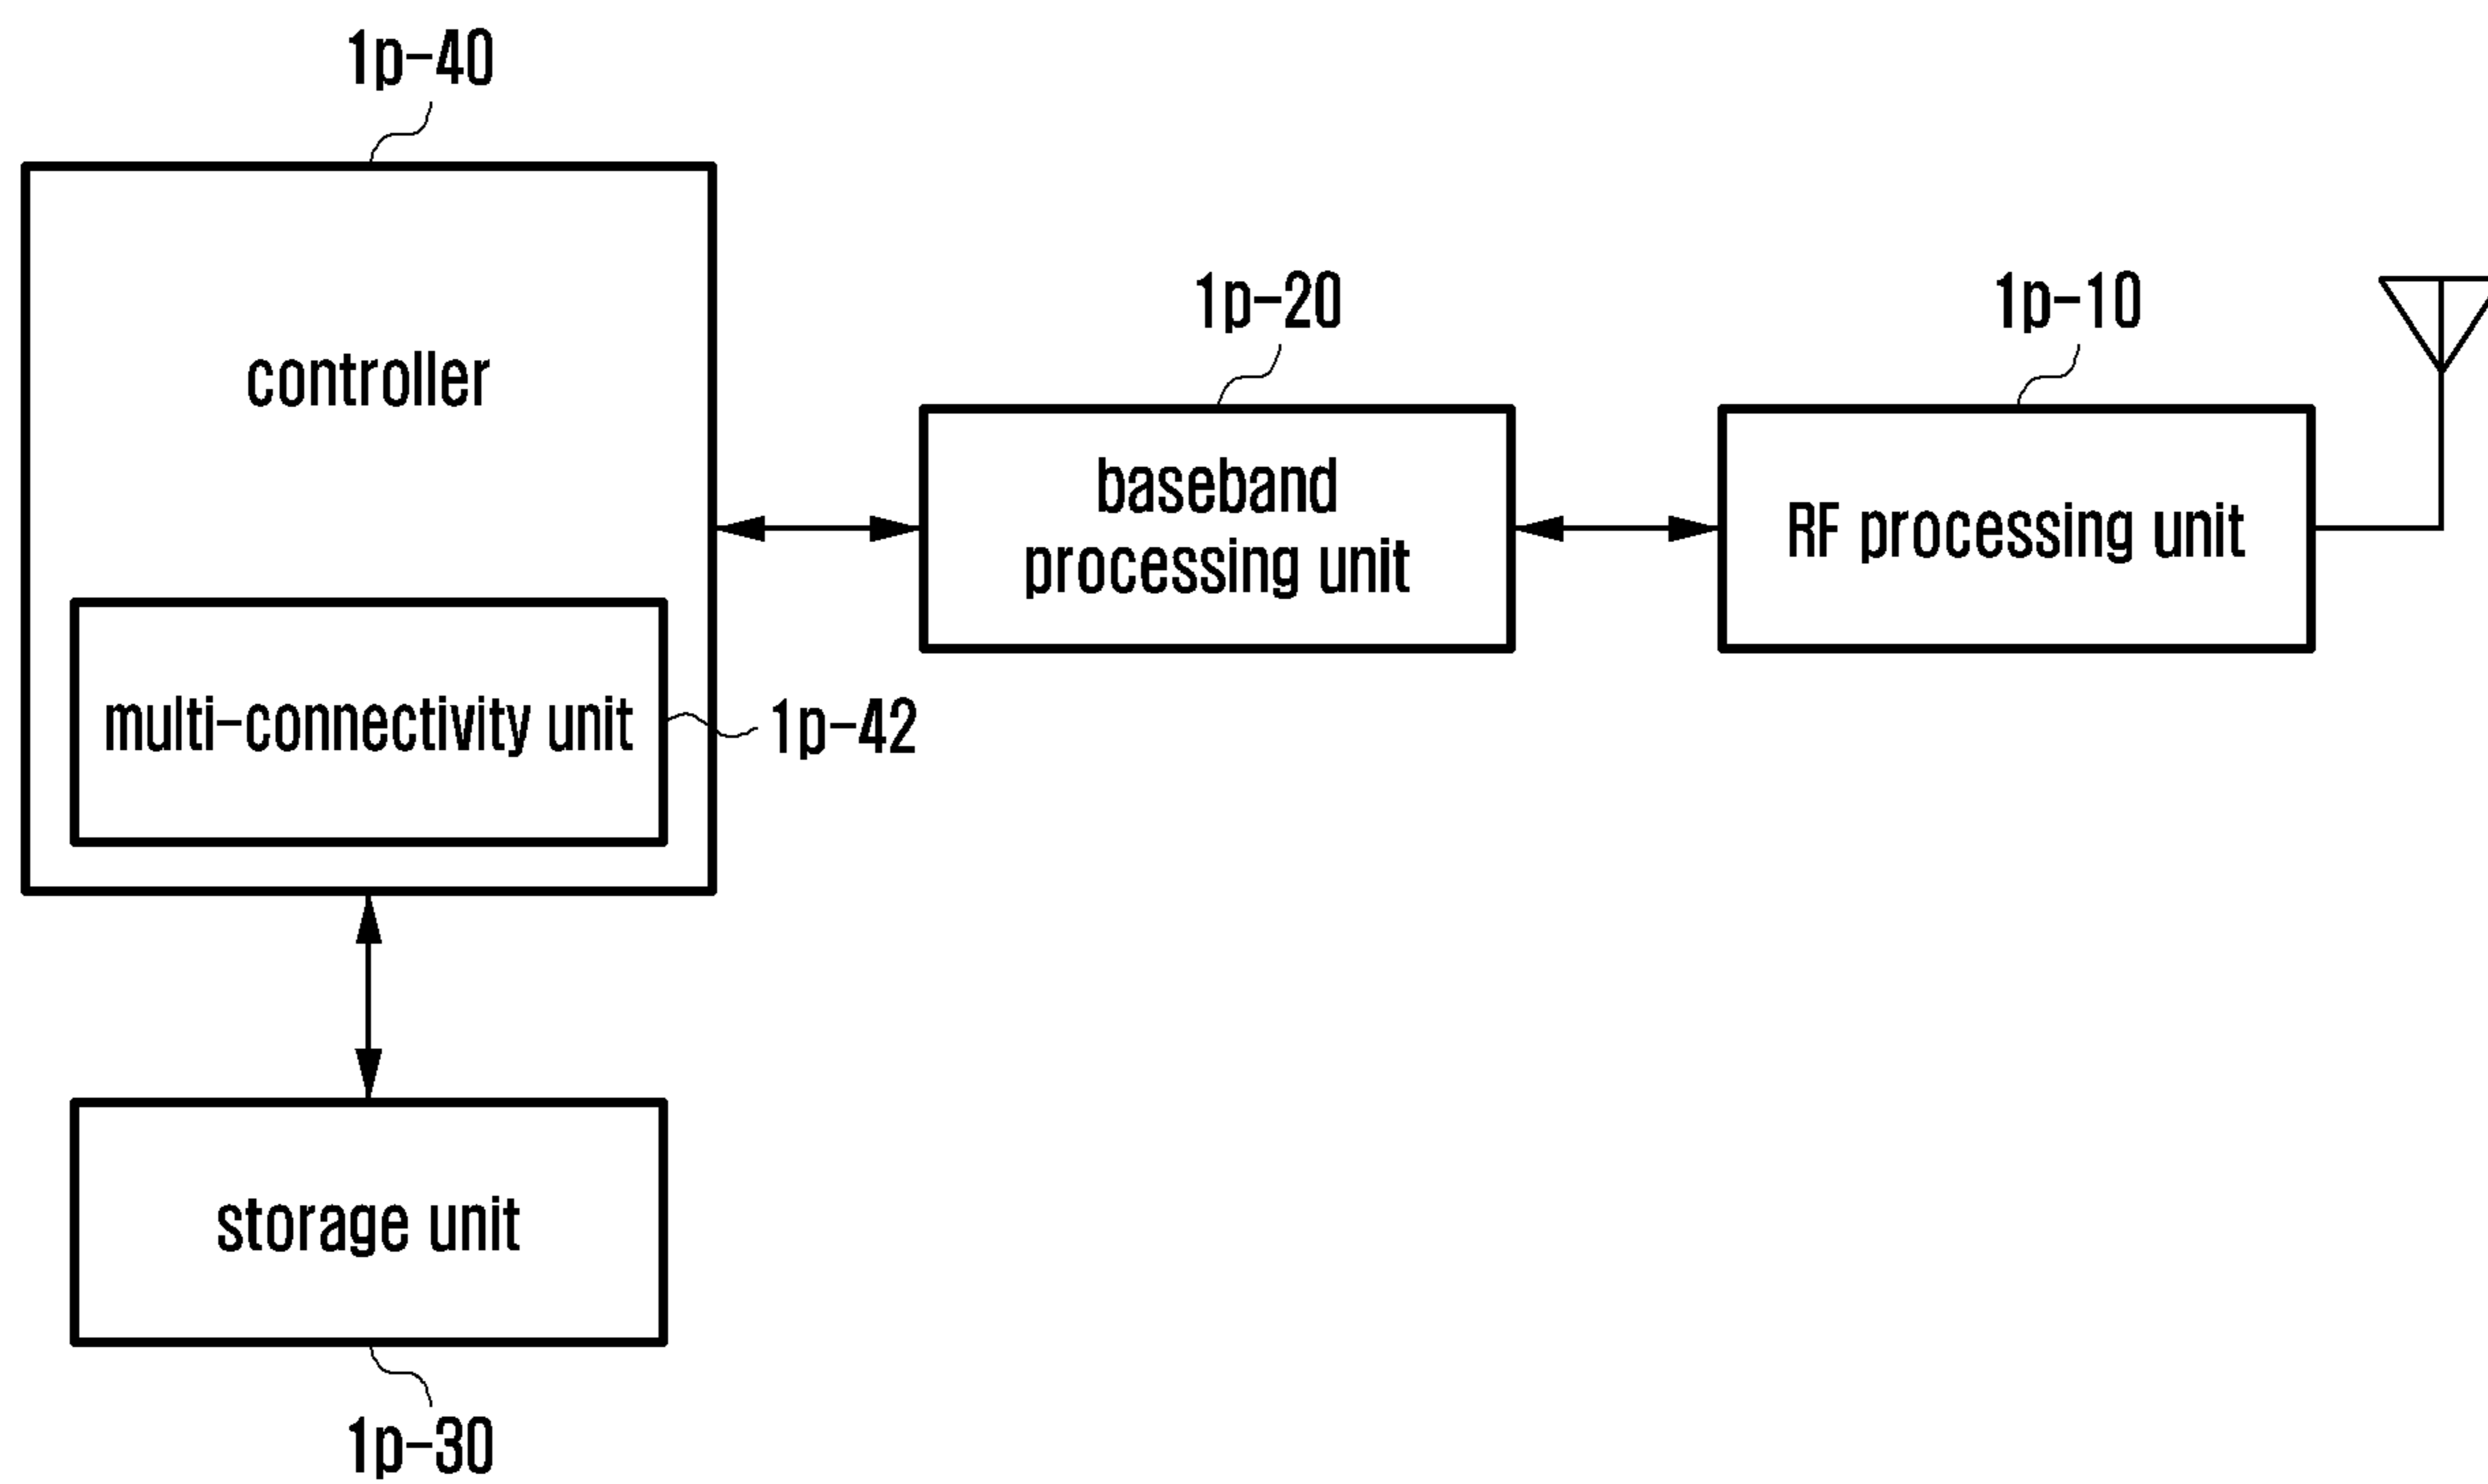 1p-40
controller
1p-20
1p-10
baseband
processing unit
RF processing unit
multi-connectivity unit
1p-42
storage unit
1p-30